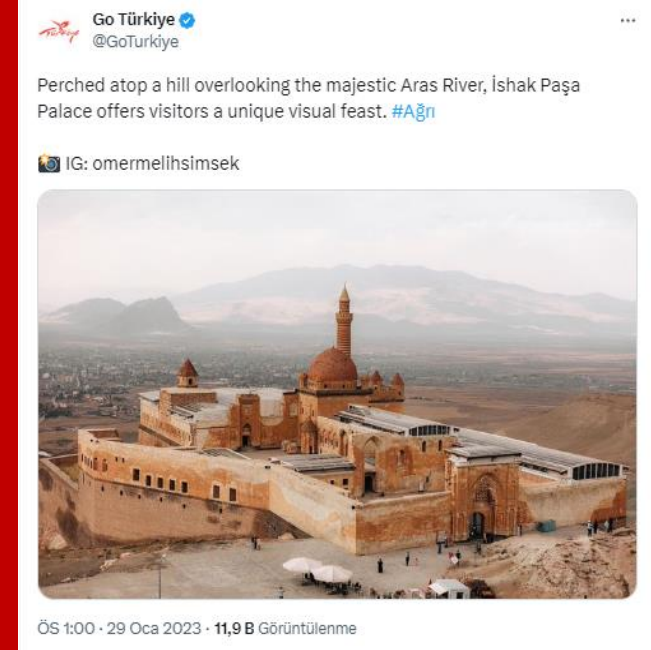 Go Türkiye
@GoTurkiye
Perched atop a hill overlooking the majestic Aras River, İshak Paşa
Palace offers visitors a unique visual feast. #Ağrı
IG: omermelihsimsek
ÖS 1:00 · 29 Oca 2023 · 11,9 B Görüntülenme